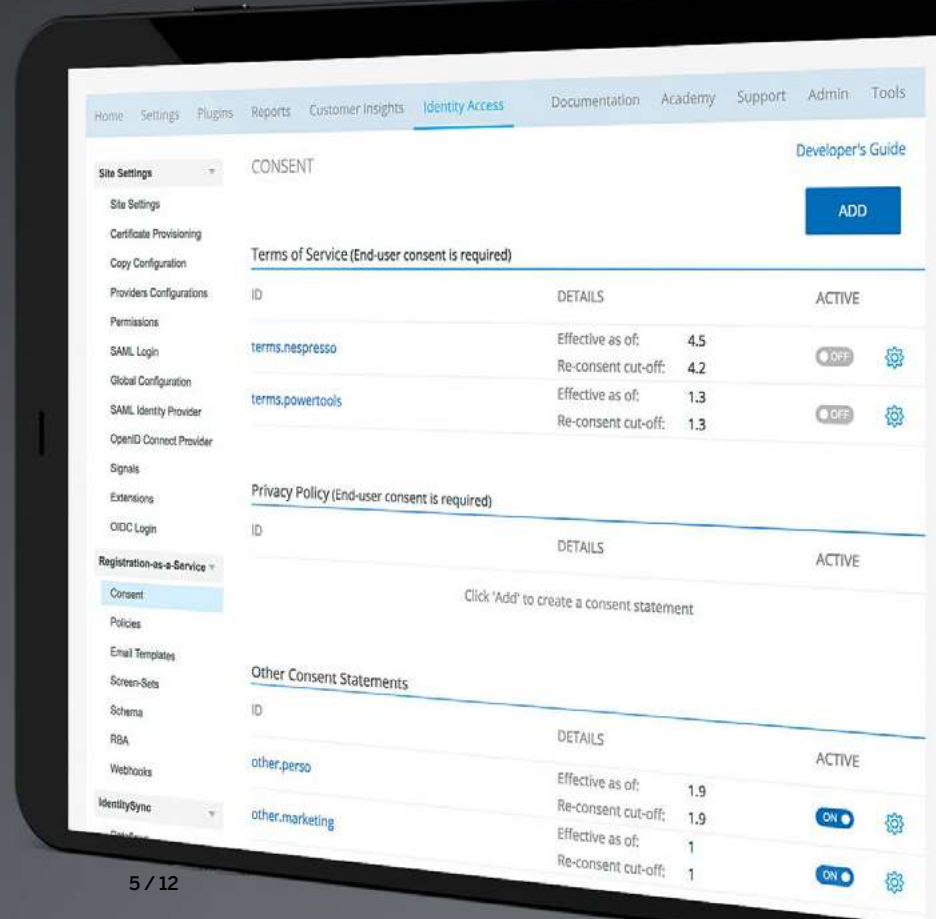 Home Settings Plugins Reports Customer Insights Identity Access Documentation Academy Support Admin Tools
Site Settings
Site Settings
Certificate Provisioning
Copy Configuration
Providers Configurations
Permissions
SAML Login
Global Configuration
SAML Identity Provider
OpenID Connect Provider
Signals
Extensions
OIDC Login
Registration-as-a-Service
Consent
Policies
Email Templates
Screen-Sets
Schema
RBA
Webhooks
IdentitySync
CONSENT
Developer's Guide
ADD
Terms of Service (End-user consent is required)
ID DETAILS ACTIVE
terms.nespresso Effective as of: 4.5 OFF
Re-consent cut-off: 4.2
terms.powertools Effective as of: 1.3 OFF
Re-consent cut-off: 1.3
Privacy Policy (End-user consent is required)
ID DETAILS ACTIVE
Click 'Add' to create a consent statement
Other Consent Statements
ID DETAILS ACTIVE
other.perso Effective as of: 1.9 ON
Re-consent cut-off: 1.9
other.marketing Effective as of: 1 ON
Re-consent cut-off: 1
5 / 12